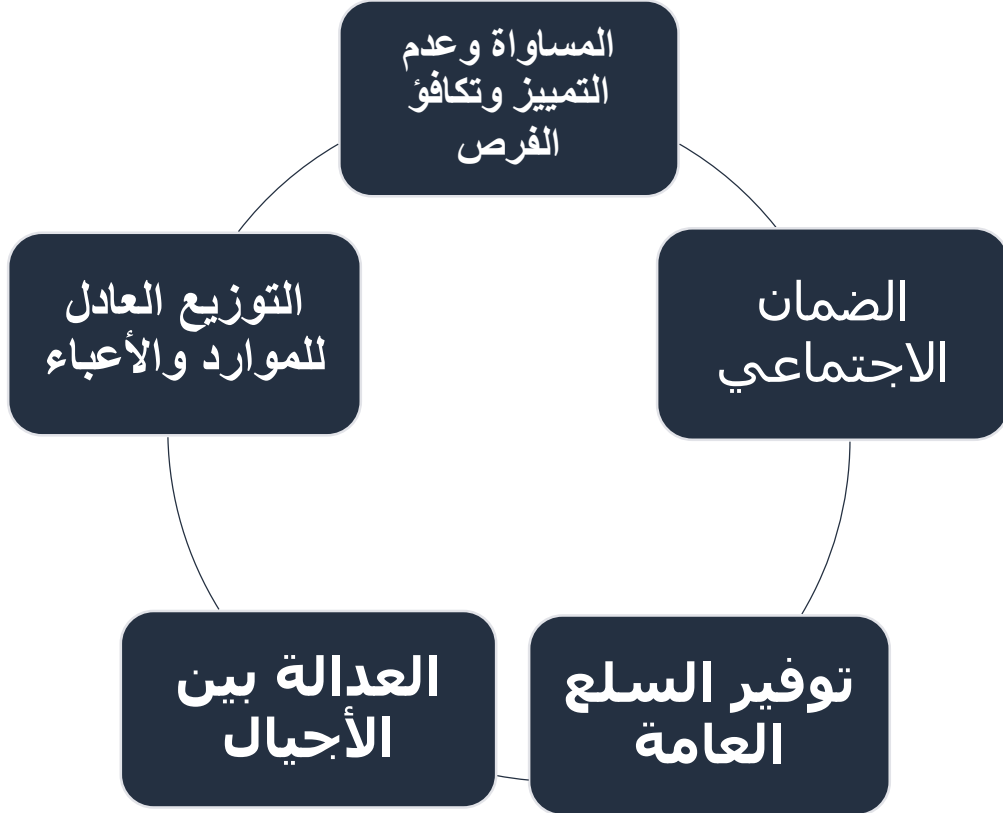 المساواة وعدم
التمييز وتكافؤ
الفرص
الضمان
الاجتماعي
توفير السلع
العامة
العدالة بين
الأجيال
التوزيع العادل
للموارد والأعباء